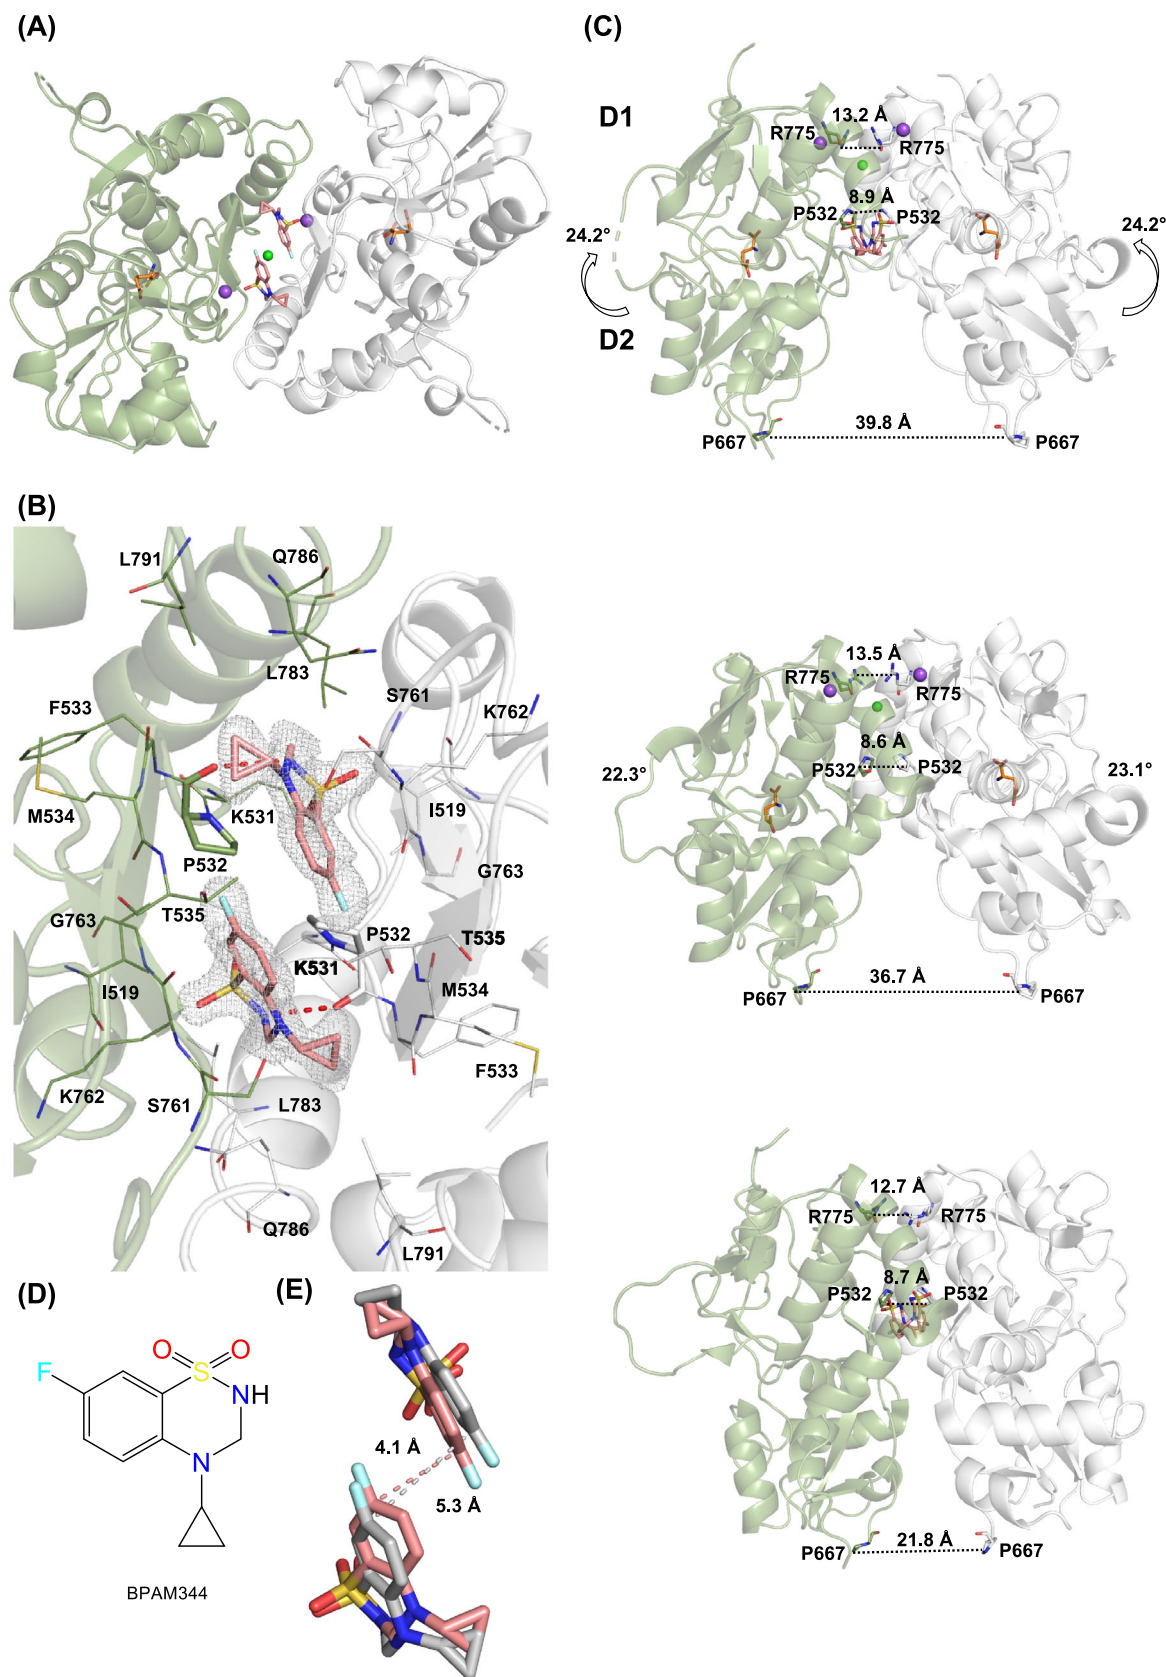 (A)
(C)
D1
13.2 Å
R775
R775
8.9 Å
P532
P532
24.2°
24.2°
D2
39.8 Å
P667
P667
(B)
L791
Q786
L783
F533
S761
K762
M534
K531
I519
P532
G763
G763
T535
P532
T535
K531
I519
M534
F533
K762
S761
L783
Q786
L791
13.5 Å
R775
R775
8.6 Å
P532
P532
22.3°
23.1°
36.7 Å
P667
P667
12.7 Å
R775
R775
8.7 Å
P532
P532
21.8 Å
P667
P667
(D)
O
O
F
S
NH
N
BPAM344
(E)
4.1 Å
5.3 Å